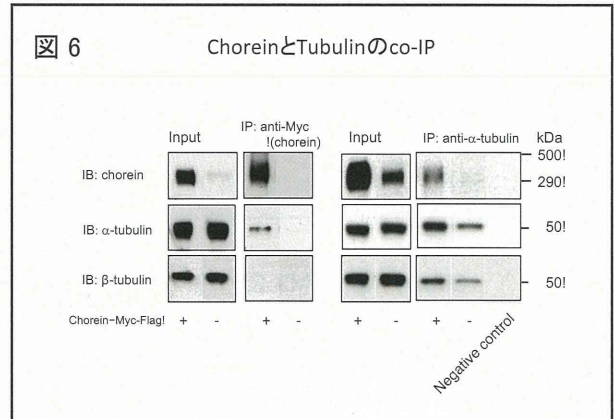 図 6
ChoreinとTubulinのco-IP
Input
IP: anti-Myc
!(chorein)
Input
IP: anti-α-tubulin
kDa
IB: chorein
500!
290!
IB: α-tubulin
50!
IB: β-tubulin
50!
Chorein-Myc-Flag! + - + - + - + -
Negative control